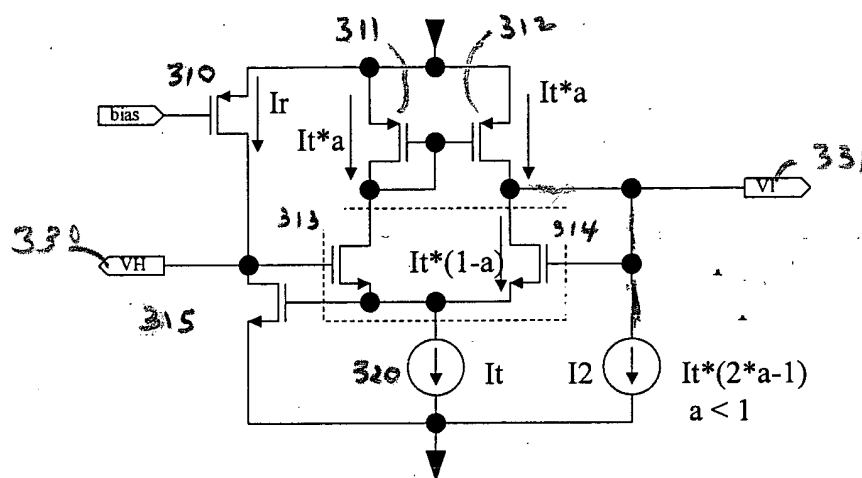 311
312
310
bias
Ir
It*a
It*a
VI
313
314
330
VH
It*(1-a)
315
320
It
I2
It*(2*a-1)
a < 1